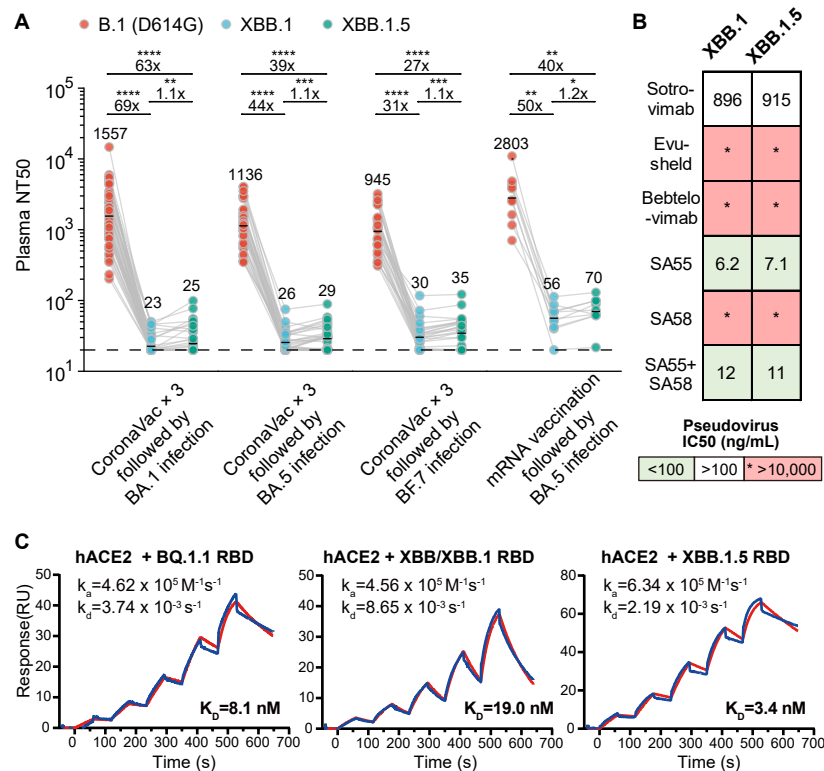 A
B.1 (D614G) XBB.1 XBB.1.5
Plasma NT50
10^5
10^4
10^3
10^2
10^1
****
63x
****
69x
**
1.1x
1557
23
25
****
39x
****
44x
***
1.1x
1136
26
29
****
27x
****
31x
***
1.1x
945
30
35
**
40x
**
50x
*
1.2x
2803
56
70
CoronaVac × 3
followed by
BA.1 infection
CoronaVac × 3
followed by
BA.5 infection
CoronaVac × 3
followed by
BF.7 infection
mRNA vaccination
followed by
BA.5 infection
B
XBB.1 XBB.1.5
Sotro-
vimab
896 915
Evu-
sheld
* *
Bebtelo
-vimab
* *
SA55
6.2 7.1
SA58
* *
SA55+
SA58
12 11
Pseudovirus
IC50 (ng/mL)
<100 >100 * >10,000
C
hACE2 + BQ.1.1 RBD
Response(RU)
50
40
30
20
10
0
k_a=4.62 x 10^5 M^-1s^-1
k_d=3.74 x 10^-3 s^-1
K_D=8.1 nM
0 100 200 300 400 500 600 700
Time (s)
hACE2 + XBB/XBB.1 RBD
50
40
30
20
10
0
k_a=4.56 x 10^5 M^-1s^-1
k_d=8.65 x 10^-3 s^-1
K_D=19.0 nM
0 100 200 300 400 500 600 700
Time (s)
hACE2 + XBB.1.5 RBD
80
60
40
20
0
k_a=6.34 x 10^5 M^-1s^-1
k_d=2.19 x 10^-3 s^-1
K_D=3.4 nM
0 100 200 300 400 500 600 700
Time (s)